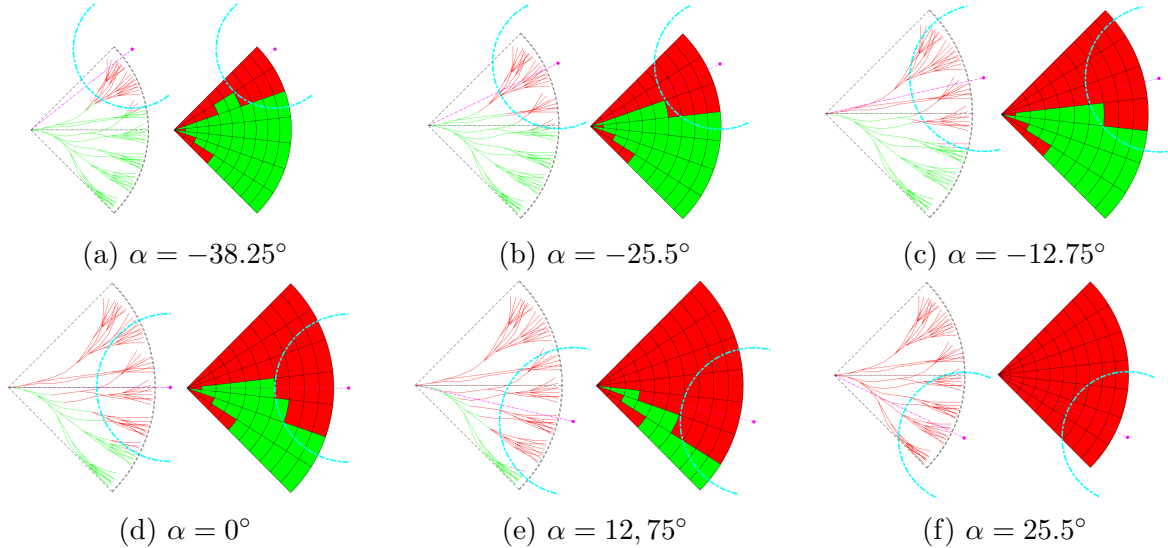 (a) α = −38.25°
(b) α = −25.5°
(c) α = −12.75°
(d) α = 0°
(e) α = 12, 75°
(f) α = 25.5°